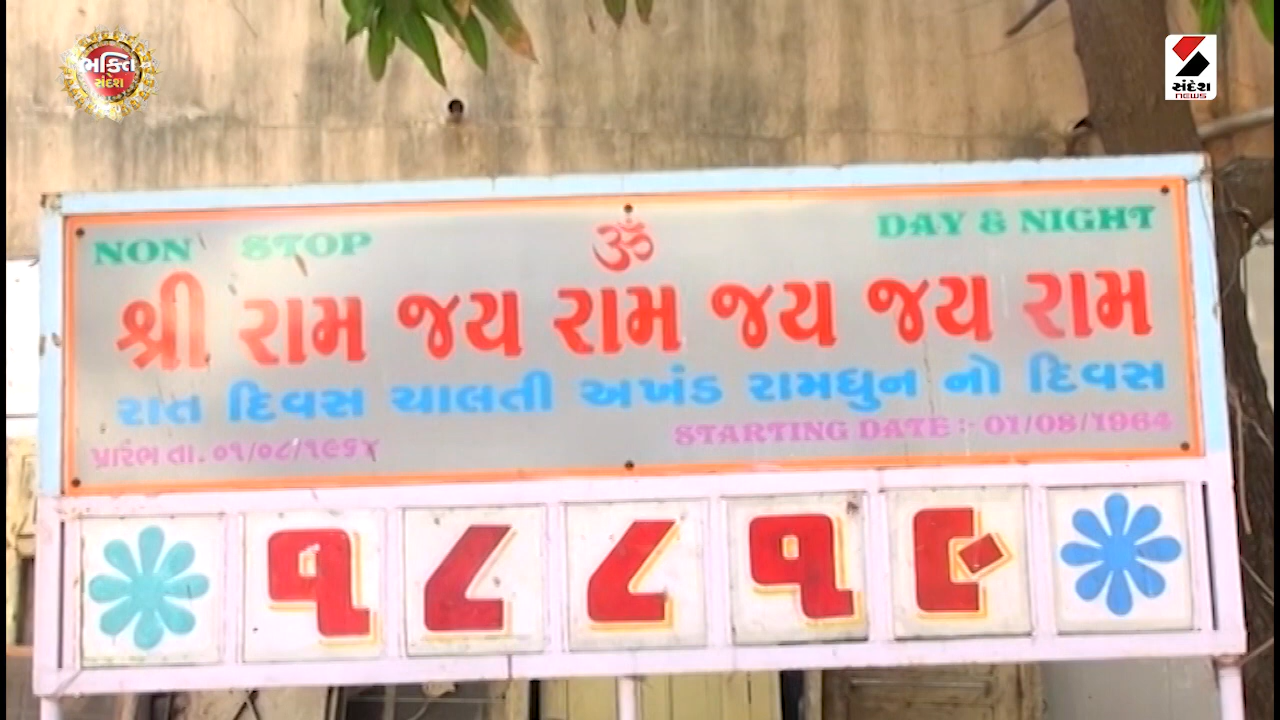 ભક્તિ
સંદેશ
સંદેશ
NEWS
NON STOP ૐ DAY & NIGHT
શ્રી રામ જય રામ જય જય રામ
રાત દિવસ ચાલતી અખંડ રામધુન નો દિવસ
પ્રારંભ તા. ૦૧/૦૮/૧૯૬૪ STARTING DATE :- 01/08/1964
૧૮૮૧૯